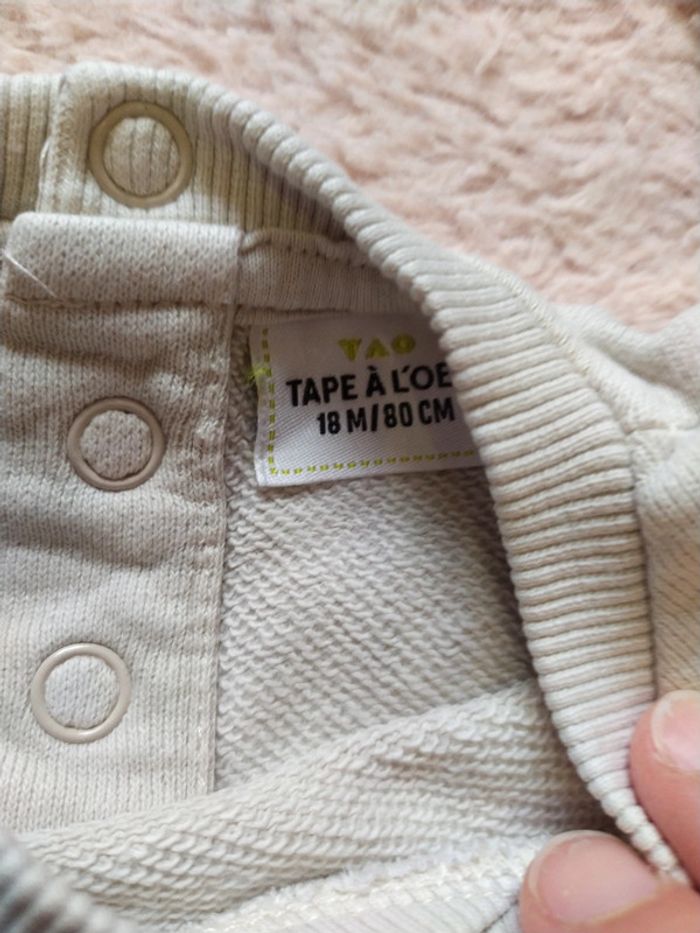 TAO
TAPE À L'OE
18 M/80 CM